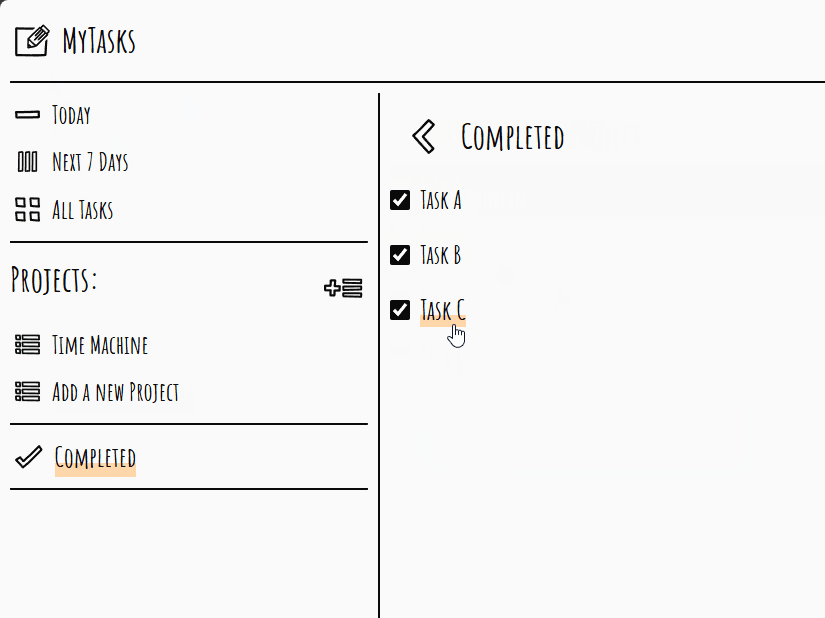 MyTasks
Today
Next 7 Days
All Tasks
Projects:
Time Machine
Add a new Project
Completed
Completed
Task A
Task B
Task C